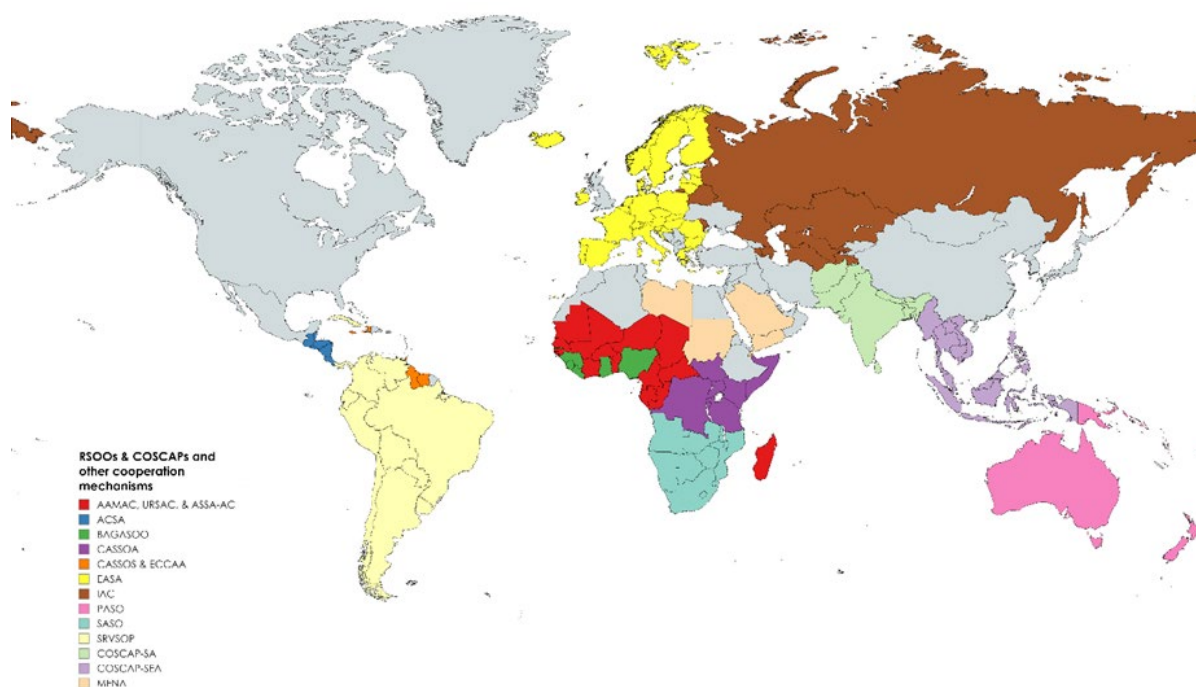 RSOOs & COSCAPs and
other cooperation
mechanisms
AAMAC, URSAC, & ASSA-AC
ACSA
BAGASOO
CASSOA
CASSOS & ECCAA
EASA
IAC
PASO
SASO
SRVSOP
COSCAP-SA
COSCAP-SEA
MENA